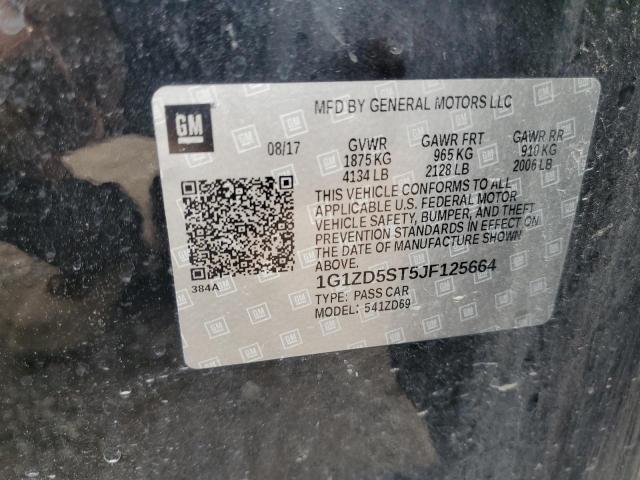 GM
MFD BY GENERAL MOTORS LLC
08/17 GVWR GAWR FRT GAWR RR
1875 KG 965 KG 910 KG
4134 LB 2128 LB 2006 LB
THIS VEHICLE CONFORMS TO ALL
APPLICABLE U.S. FEDERAL MOTOR
VEHICLE SAFETY, BUMPER, AND THEFT
PREVENTION STANDARDS IN EFFECT ON
THE DATE OF MANUFACTURE SHOWN
ABOVE.
384A
1G1ZD5ST5JF125664
TYPE: PASS CAR
MODEL: 541ZD69